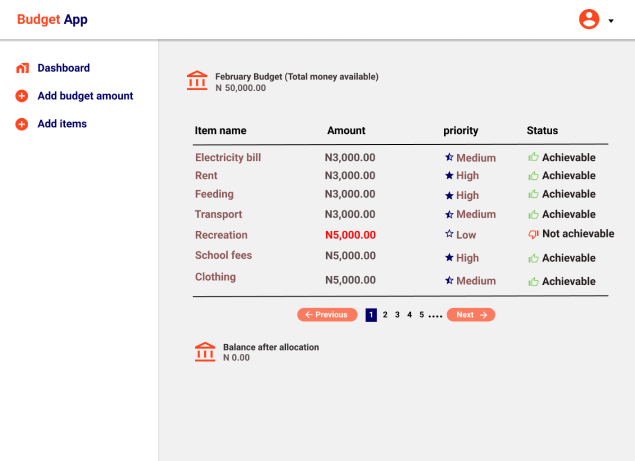 Budget App
Dashboard
Add budget amount
Add items
February Budget (Total money available)
N 50,000.00
Item name Amount priority Status
Electricity bill N3,000.00 Medium Achievable
Rent N3,000.00 High Achievable
Feeding N3,000.00 High Achievable
Transport N3,000.00 Medium Achievable
Recreation N5,000.00 Low Not achievable
School fees N5,000.00 High Achievable
Clothing N5,000.00 Medium Achievable
← Previous 1 2 3 4 5 .... Next →
Balance after allocation
N 0.00